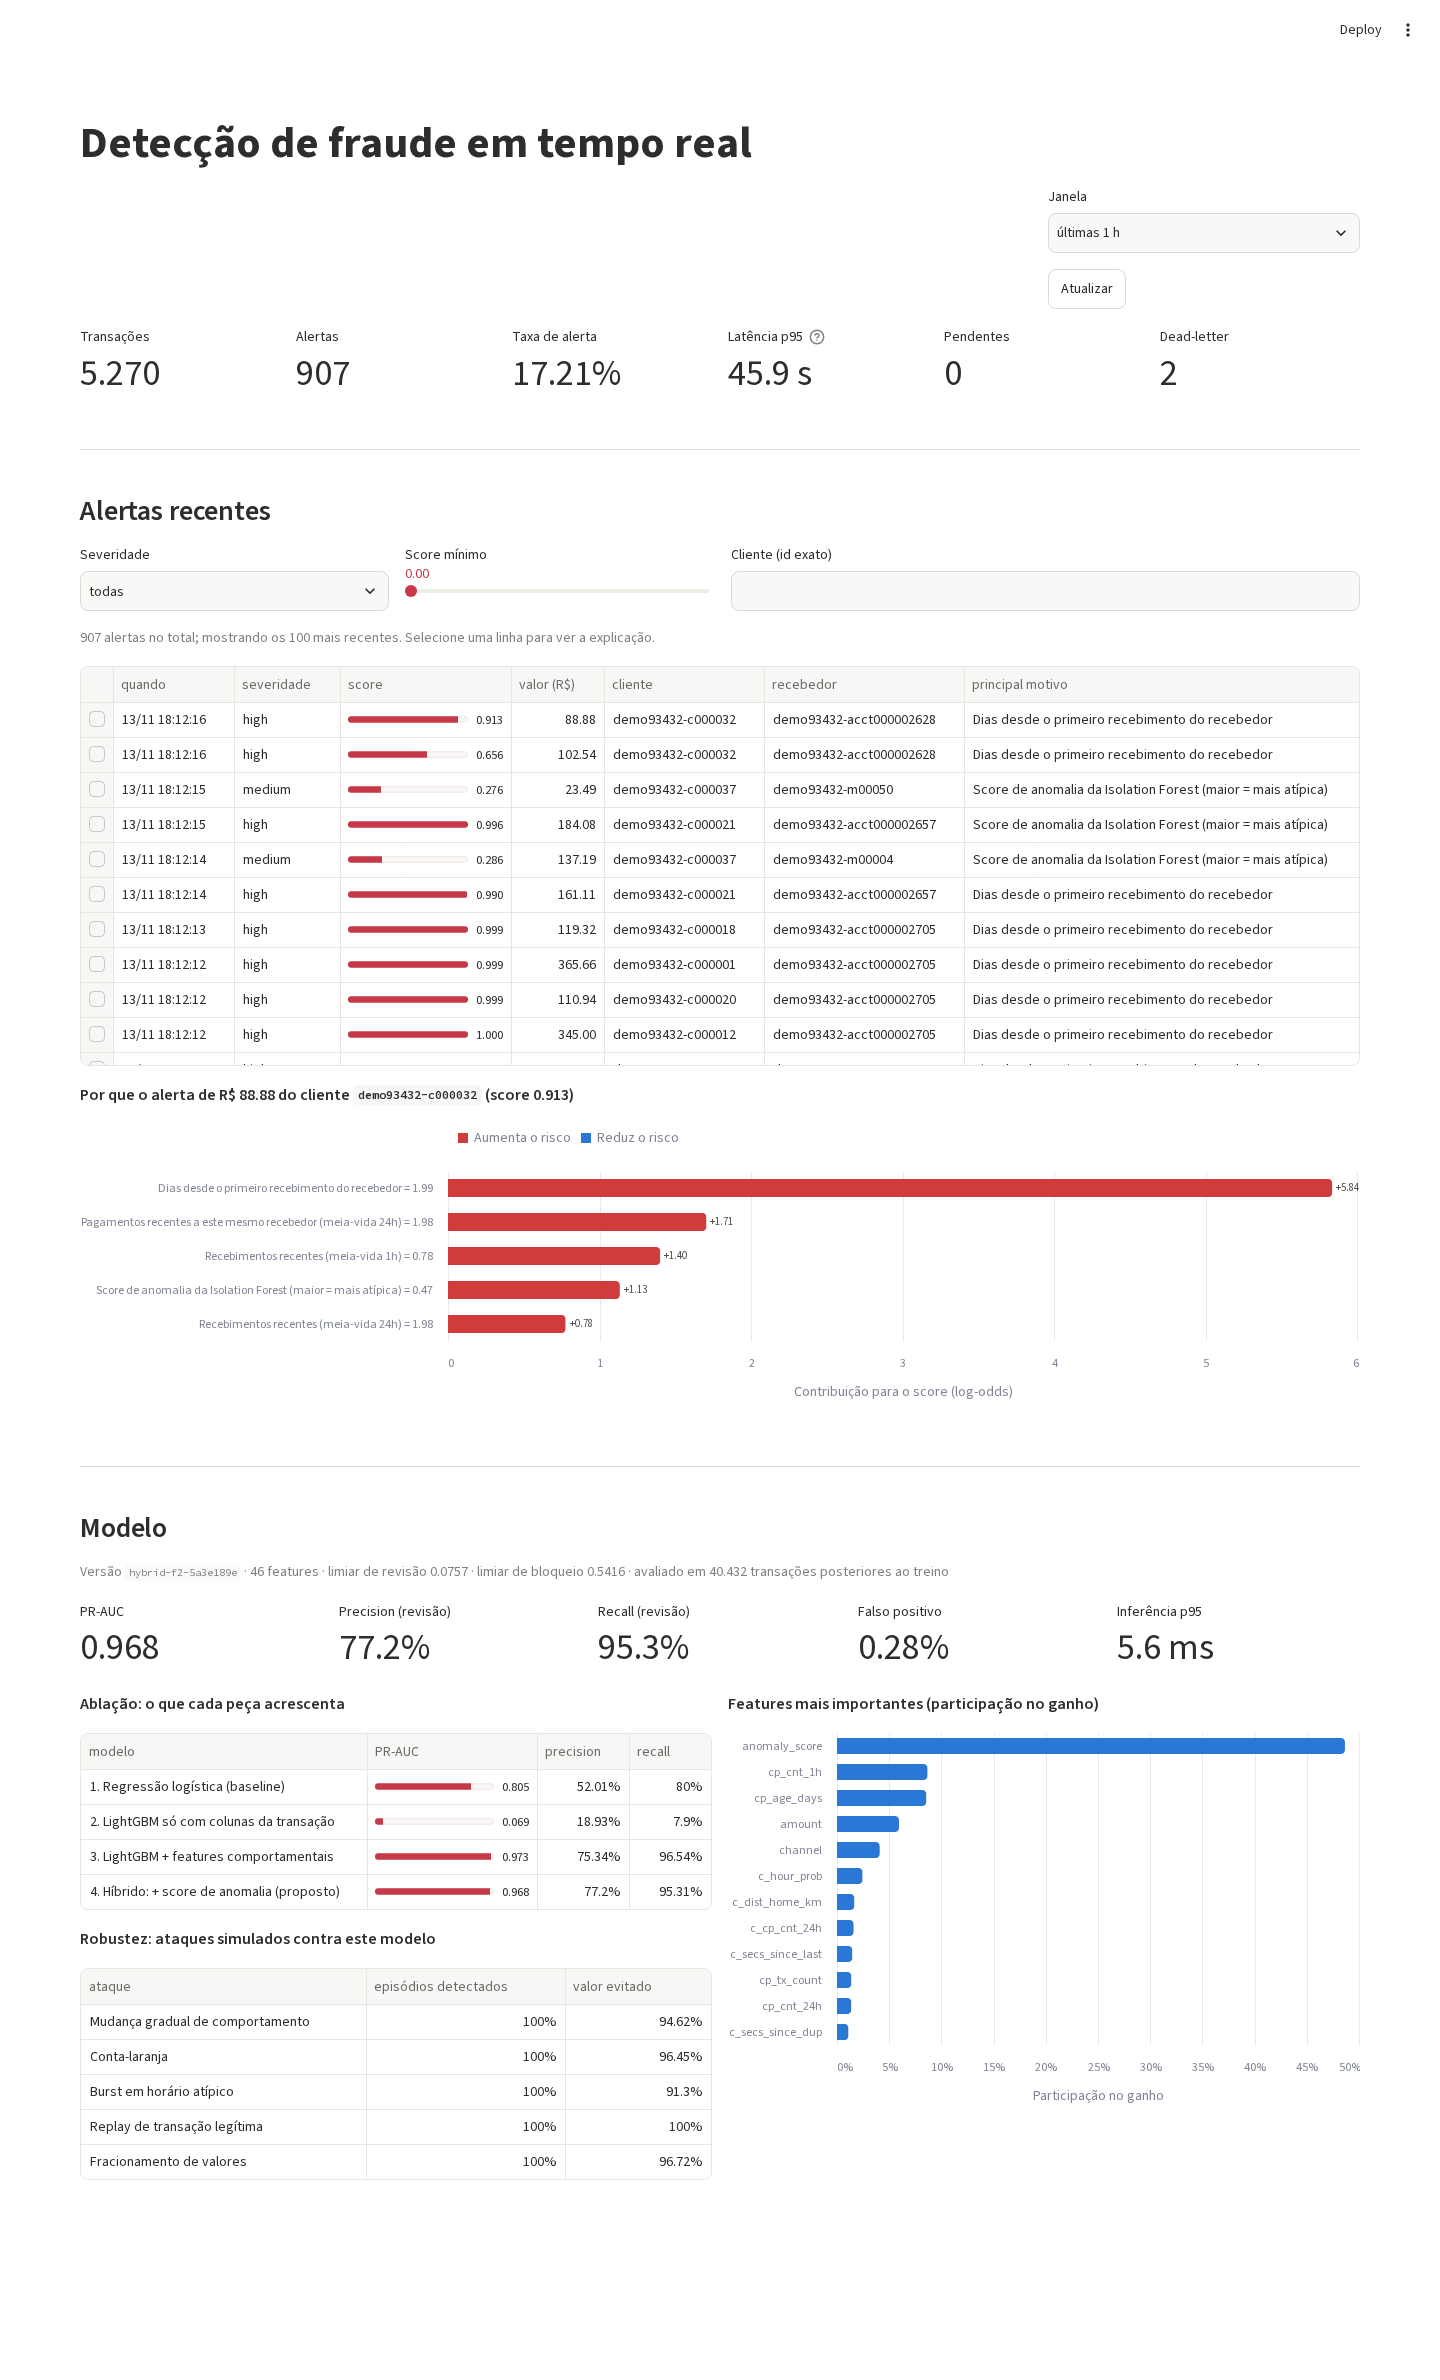 Deploy
Detecção de fraude em tempo real
Janela
últimas 1 h
Atualizar
Transações Alertas Taxa de alerta Latência p95 Pendentes Dead-letter
5.270 907 17.21% 45.9 s 0 2
Alertas recentes
Severidade Score mínimo Cliente (id exato)
0.00
todas
907 alertas no total; mostrando os 100 mais recentes. Selecione uma linha para ver a explicação.
quando severidade score valor (R$) cliente recebedor principal motivo
13/11 18:12:16 high 0.913 88.88 demo93432-c000032 demo93432-acct000002628 Dias desde o primeiro recebimento do recebedor
13/11 18:12:16 high 0.656 102.54 demo93432-c000032 demo93432-acct000002628 Dias desde o primeiro recebimento do recebedor
13/11 18:12:15 medium 0.276 23.49 demo93432-c000037 demo93432-m00050 Score de anomalia da Isolation Forest (maior = mais atípica)
13/11 18:12:15 high 0.996 184.08 demo93432-c000021 demo93432-acct000002657 Score de anomalia da Isolation Forest (maior = mais atípica)
13/11 18:12:14 medium 0.286 137.19 demo93432-c000037 demo93432-m00004 Score de anomalia da Isolation Forest (maior = mais atípica)
13/11 18:12:14 high 0.990 161.11 demo93432-c000021 demo93432-acct000002657 Dias desde o primeiro recebimento do recebedor
13/11 18:12:13 high 0.999 119.32 demo93432-c000018 demo93432-acct000002705 Dias desde o primeiro recebimento do recebedor
13/11 18:12:12 high 0.999 365.66 demo93432-c000001 demo93432-acct000002705 Dias desde o primeiro recebimento do recebedor
13/11 18:12:12 high 0.999 110.94 demo93432-c000020 demo93432-acct000002705 Dias desde o primeiro recebimento do recebedor
13/11 18:12:12 high 1.000 345.00 demo93432-c000012 demo93432-acct000002705 Dias desde o primeiro recebimento do recebedor
Por que o alerta de R$ 88.88 do cliente demo93432-c000032 (score 0.913)
Aumenta o risco Reduz o risco
Dias desde o primeiro recebimento do recebedor = 1.99 +5.84
Pagamentos recentes a este mesmo recebedor (meia-vida 24h) = 1.98 +1.71
Recebimentos recentes (meia-vida 1h) = 0.78 +1.40
Score de anomalia da Isolation Forest (maior = mais atípica) = 0.47 +1.13
Recebimentos recentes (meia-vida 24h) = 1.98 +0.78
0 1 2 3 4 5 6
Contribuição para o score (log-odds)
Modelo
Versão hybrid-f2-5a3e189e · 46 features · limiar de revisão 0.0757 · limiar de bloqueio 0.5416 · avaliado em 40.432 transações posteriores ao treino
PR-AUC Precision (revisão) Recall (revisão) Falso positivo Inferência p95
0.968 77.2% 95.3% 0.28% 5.6 ms
Ablação: o que cada peça acrescenta
modelo PR-AUC precision recall
1. Regressão logística (baseline) 0.805 52.01% 80%
2. LightGBM só com colunas da transação 0.069 18.93% 7.9%
3. LightGBM + features comportamentais 0.973 75.34% 96.54%
4. Híbrido: + score de anomalia (proposto) 0.968 77.2% 95.31%
Robustez: ataques simulados contra este modelo
ataque episódios detectados valor evitado
Mudança gradual de comportamento 100% 94.62%
Conta-laranja 100% 96.45%
Burst em horário atípico 100% 91.3%
Replay de transação legítima 100% 100%
Fracionamento de valores 100% 96.72%
Features mais importantes (participação no ganho)
anomaly_score
cp_cnt_1h
cp_age_days
amount
channel
c_hour_prob
c_dist_home_km
c_cp_cnt_24h
c_secs_since_last
cp_tx_count
cp_cnt_24h
c_secs_since_dup
0% 5% 10% 15% 20% 25% 30% 35% 40% 45% 50%
Participação no ganho